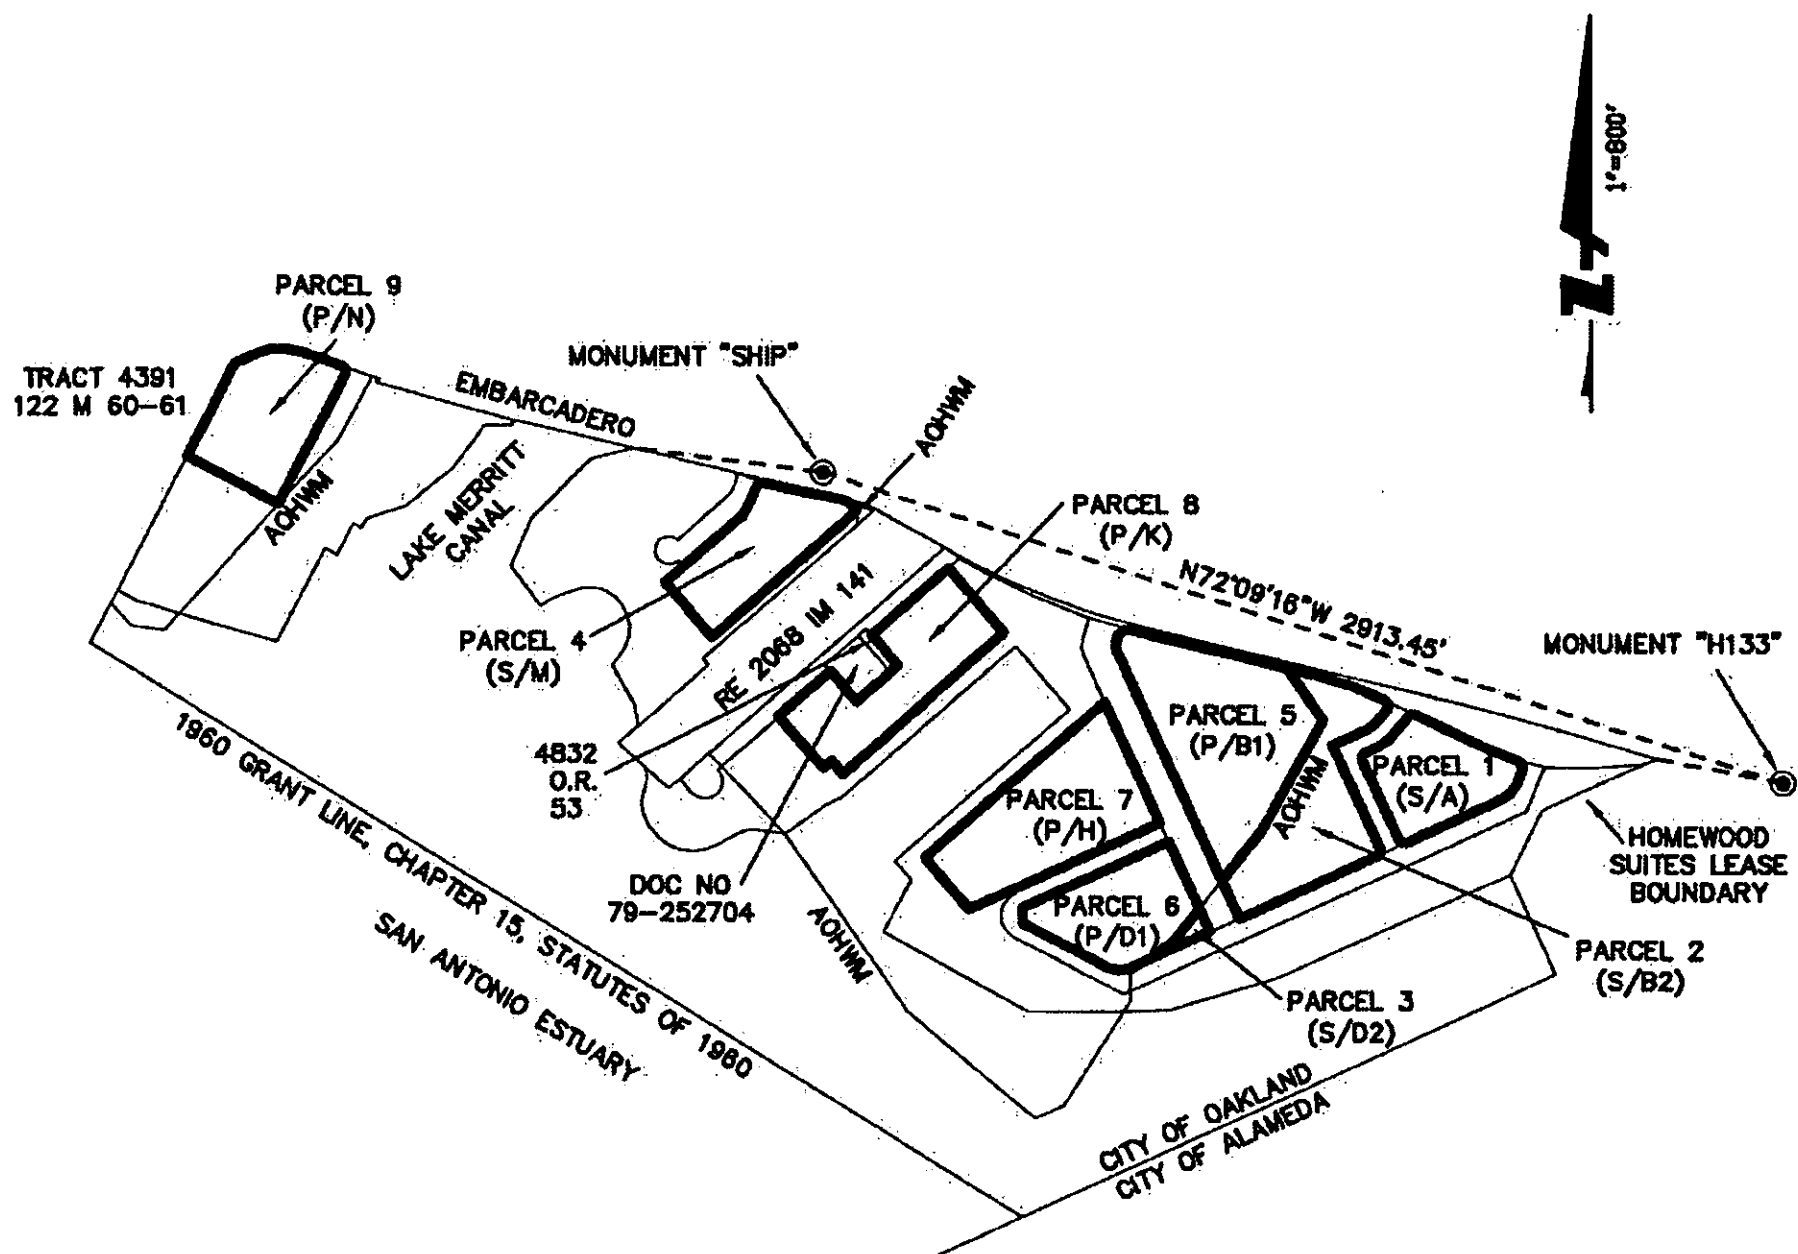 1"=800'
PARCEL 9
(P/N)
TRACT 4391
122 M 60-61
EMBARCADERO
MONUMENT "SHIP"
AOHWM
AOHWM
LAKE MERRITT
CANAL
PARCEL 8
(P/K)
N72°09'16"W 2913.45'
MONUMENT "H133"
PARCEL 4
(S/M)
RE 2068 IM 141
PARCEL 5
(P/B1)
PARCEL 1
(S/A)
AOHWM
4832
O.R.
53
PARCEL 7
(P/H)
HOMEWOOD
SUITES LEASE
BOUNDARY
DOC NO
79-252704
AOHWM
PARCEL 6
(P/D1)
PARCEL 2
(S/B2)
PARCEL 3
(S/D2)
1960 GRANT LINE, CHAPTER 15, STATUTES OF 1960
SAN ANTONIO ESTUARY
CITY OF OAKLAND
CITY OF ALAMEDA